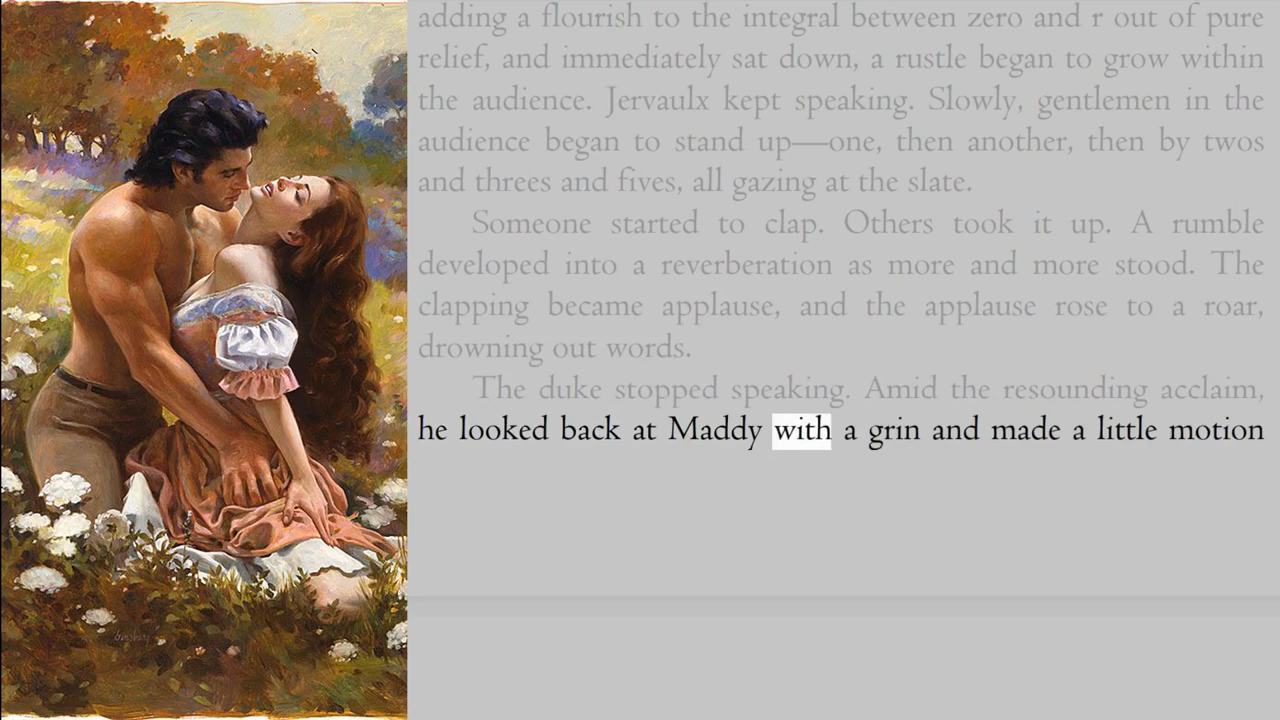 adding a flourish to the integral between zero and r out of pure
relief, and immediately sat down, a rustle began to grow within
the audience. Jervaulx kept speaking. Slowly, gentlemen in the
audience began to stand up—one, then another, then by twos
and threes and fives, all gazing at the slate.
Someone started to clap. Others took it up. A rumble
developed into a reverberation as more and more stood. The
clapping became applause, and the applause rose to a roar,
drowning out words.
The duke stopped speaking. Amid the resounding acclaim,
he looked back at Maddy with a grin and made a little motion